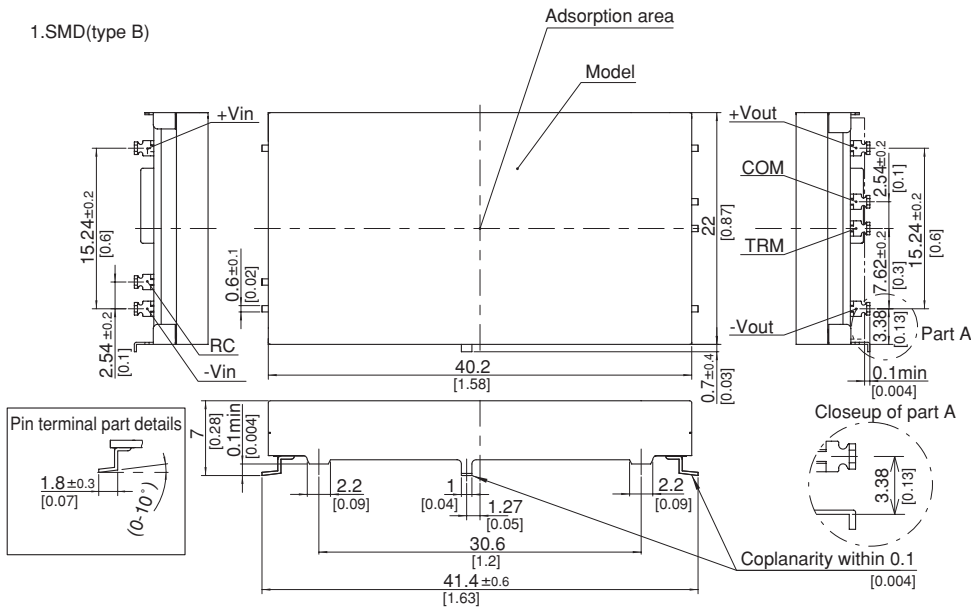 1.SMD(type B)
Adsorption area
Model
+Vin
15.24±0.2
[0.6]
0.6±0.1
[0.02]
2.54 ±0.2
[0.1]
RC
-Vin
22
[0.87]
40.2
[1.58]
0.7±0.4
[0.03]
+Vout
COM
TRM
-Vout
2.54±0.2
[0.1]
7.62±0.2
[0.3]
15.24±0.2
[0.6]
3.38
[0.13]
Part A
0.1min
[0.004]
Pin terminal part details
1.8±0.3
[0.07]
(0-10°)
7
[0.28]
0.1min
[0.004]
2.2
[0.09]
1
[0.04]
1.27
[0.05]
2.2
[0.09]
30.6
[1.2]
41.4±0.6
[1.63]
Closeup of part A
3.38
[0.13]
Coplanarity within 0.1
[0.004]